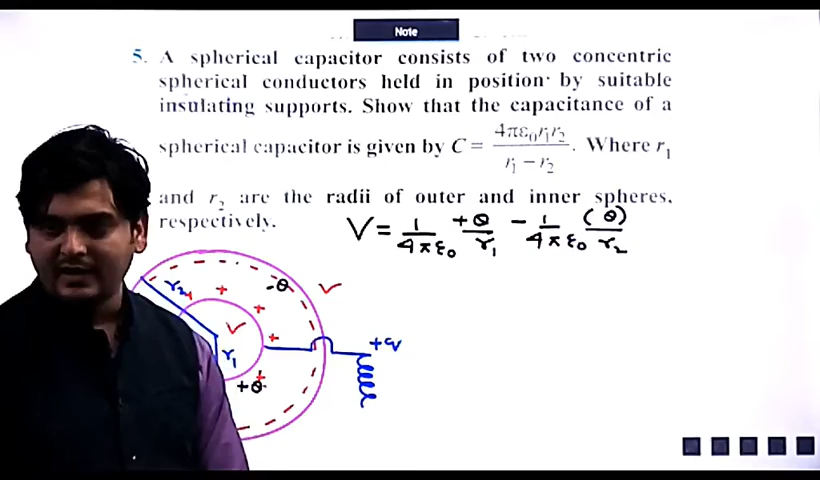 Note
5. A spherical capacitor consists of two concentric
spherical conductors held in position by suitable
insulating supports. Show that the capacitance of a
spherical capacitor is given by C = 4πε₀r₁r₂ / (r₁ – r₂). Where r₁
and r₂ are the radii of outer and inner spheres,
respectively.
V = 1/4πε₀ +Q/r₁ – 1/4πε₀ (Q)/r₂
-Q
r₂
r₁
+q
+Q